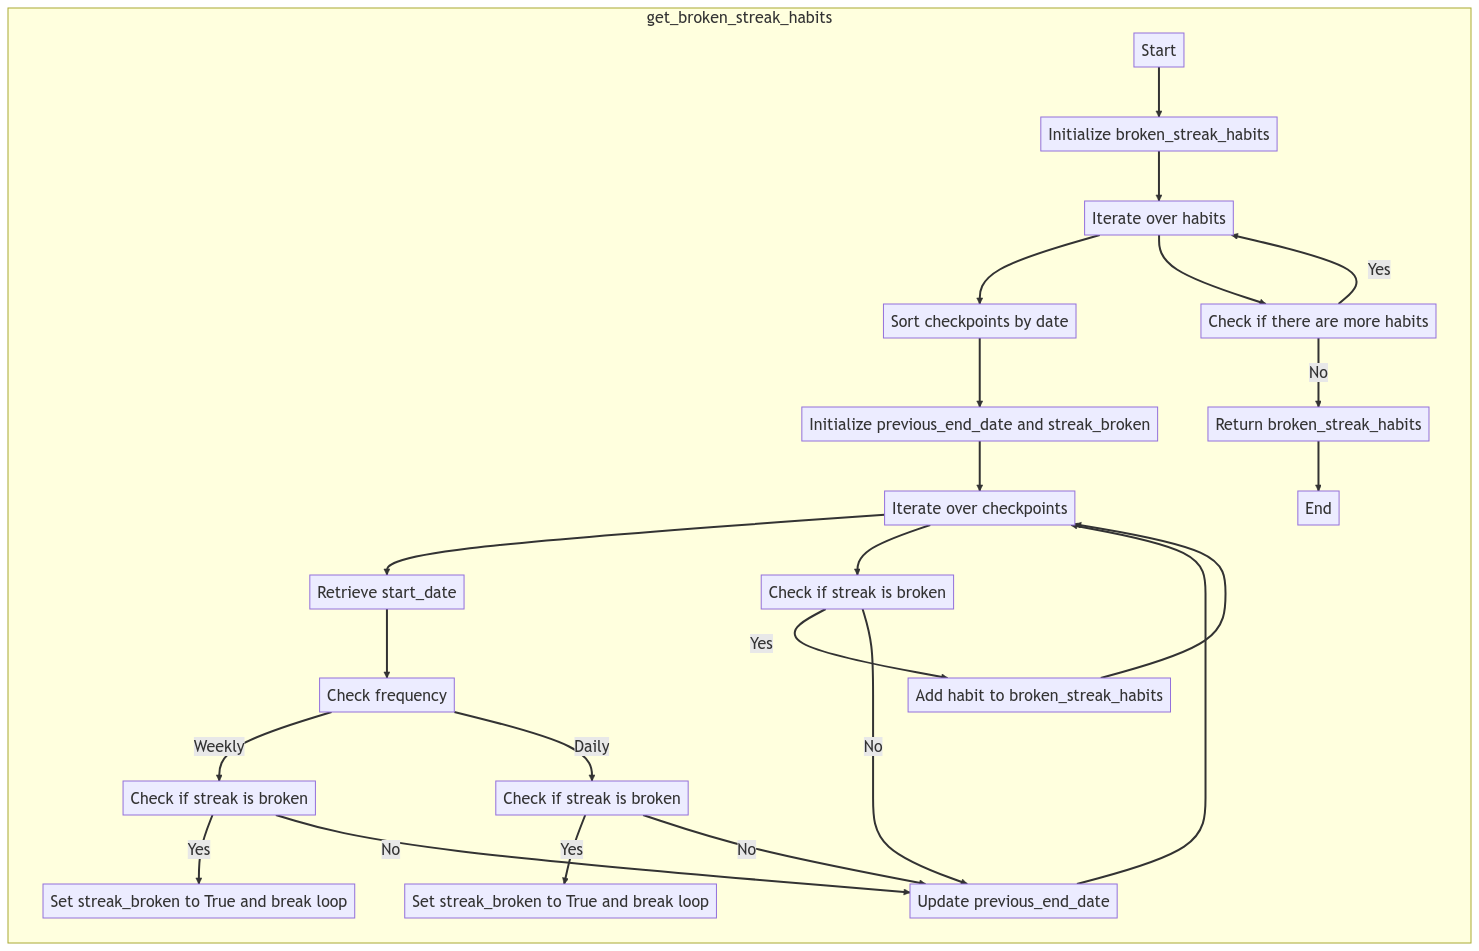 get_broken_streak_habits
Start
Initialize broken_streak_habits
Iterate over habits
Yes
Sort checkpoints by date
Check if there are more habits
No
Initialize previous_end_date and streak_broken
Return broken_streak_habits
Iterate over checkpoints
End
Retrieve start_date
Check if streak is broken
Yes
Check frequency
Add habit to broken_streak_habits
Weekly
Daily
No
Check if streak is broken
Check if streak is broken
Yes
No
Yes
No
Set streak_broken to True and break loop
Set streak_broken to True and break loop
Update previous_end_date